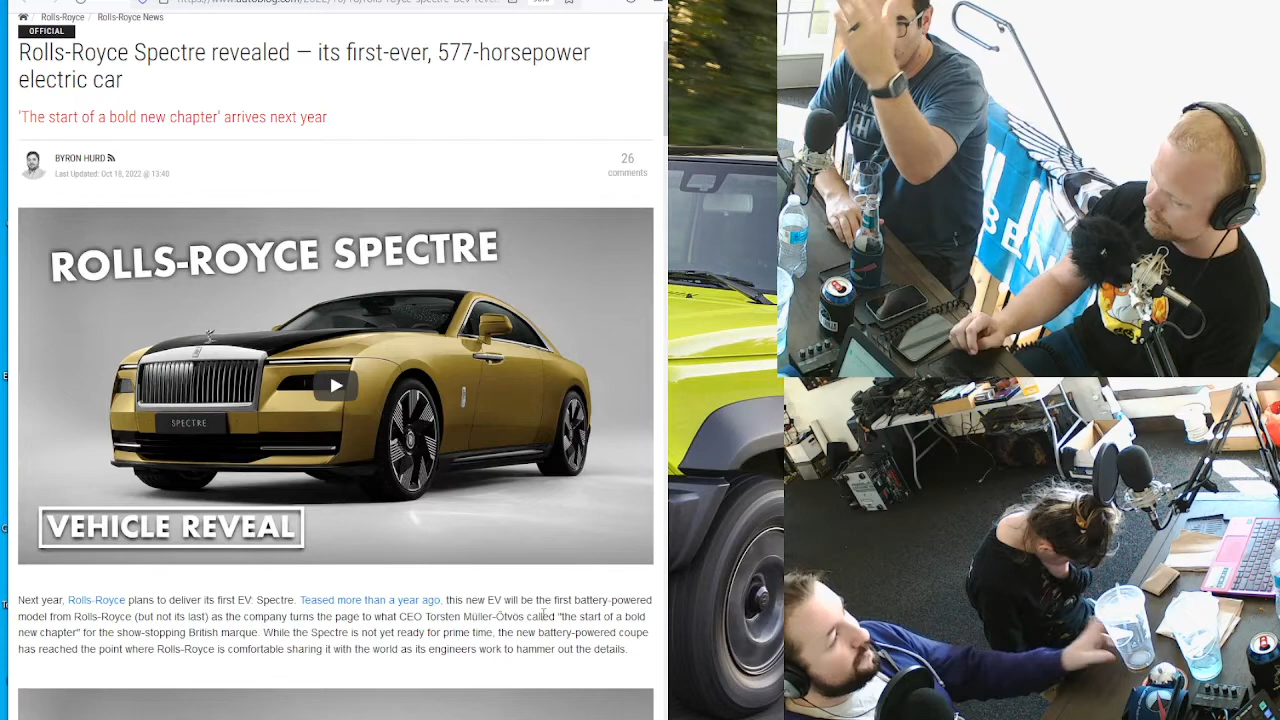 Rolls-Royce
Rolls-Royce News
OFFICIAL
Rolls-Royce Spectre revealed — its first-ever, 577-horsepower
electric car
'The start of a bold new chapter' arrives next year
BYRON HURD
Last Updated: Oct 18, 2022 @ 13:40
26
comments
ROLLS-ROYCE SPECTRE
SPECTRE
VEHICLE REVEAL
Next year, Rolls-Royce plans to deliver its first EV: Spectre. Teased more than a year ago, this new EV will be the first battery-powered
model from Rolls-Royce (but not its last) as the company turns the page to what CEO Torsten Müller-Ötvos called "the start of a bold
new chapter" for the show-stopping British marque. While the Spectre is not yet ready for prime time, the new battery-powered coupe
has reached the point where Rolls-Royce is comfortable sharing it with the world as its engineers work to hammer out the details.
BEN